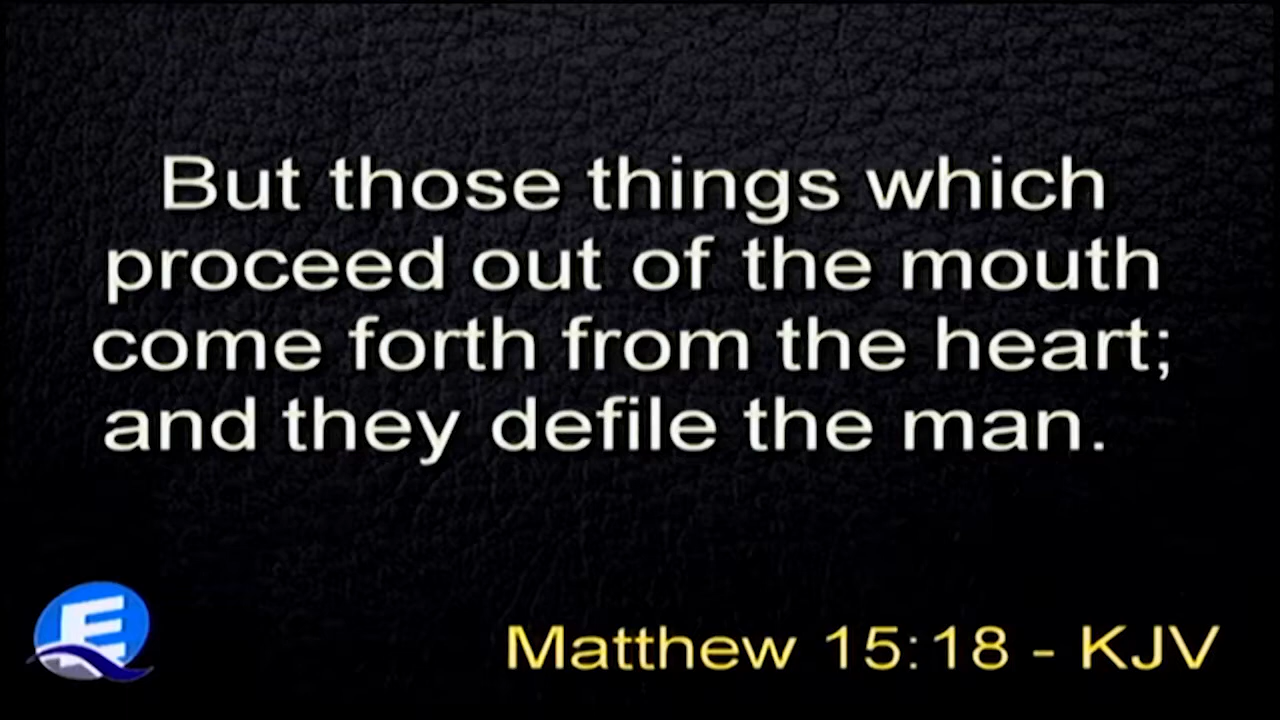 But those things which
proceed out of the mouth
come forth from the heart;
and they defile the man.
E
Matthew 15:18 - KJV